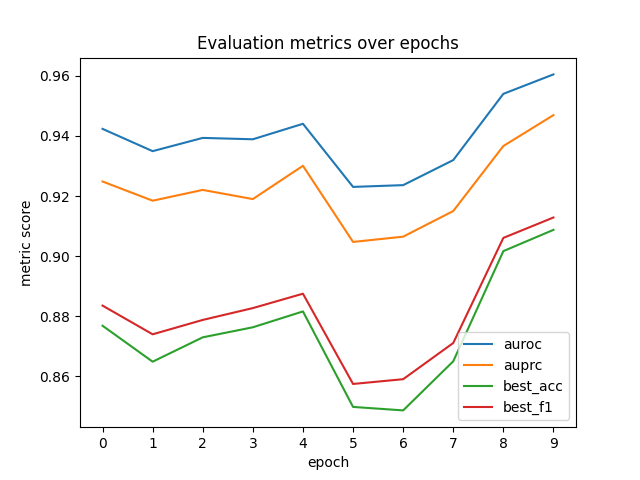 Evaluation metrics over epochs
metric score
0.96
0.94
0.92
0.90
0.88
0.86
0 1 2 3 4 5 6 7 8 9
epoch
auroc
auprc
best_acc
best_f1